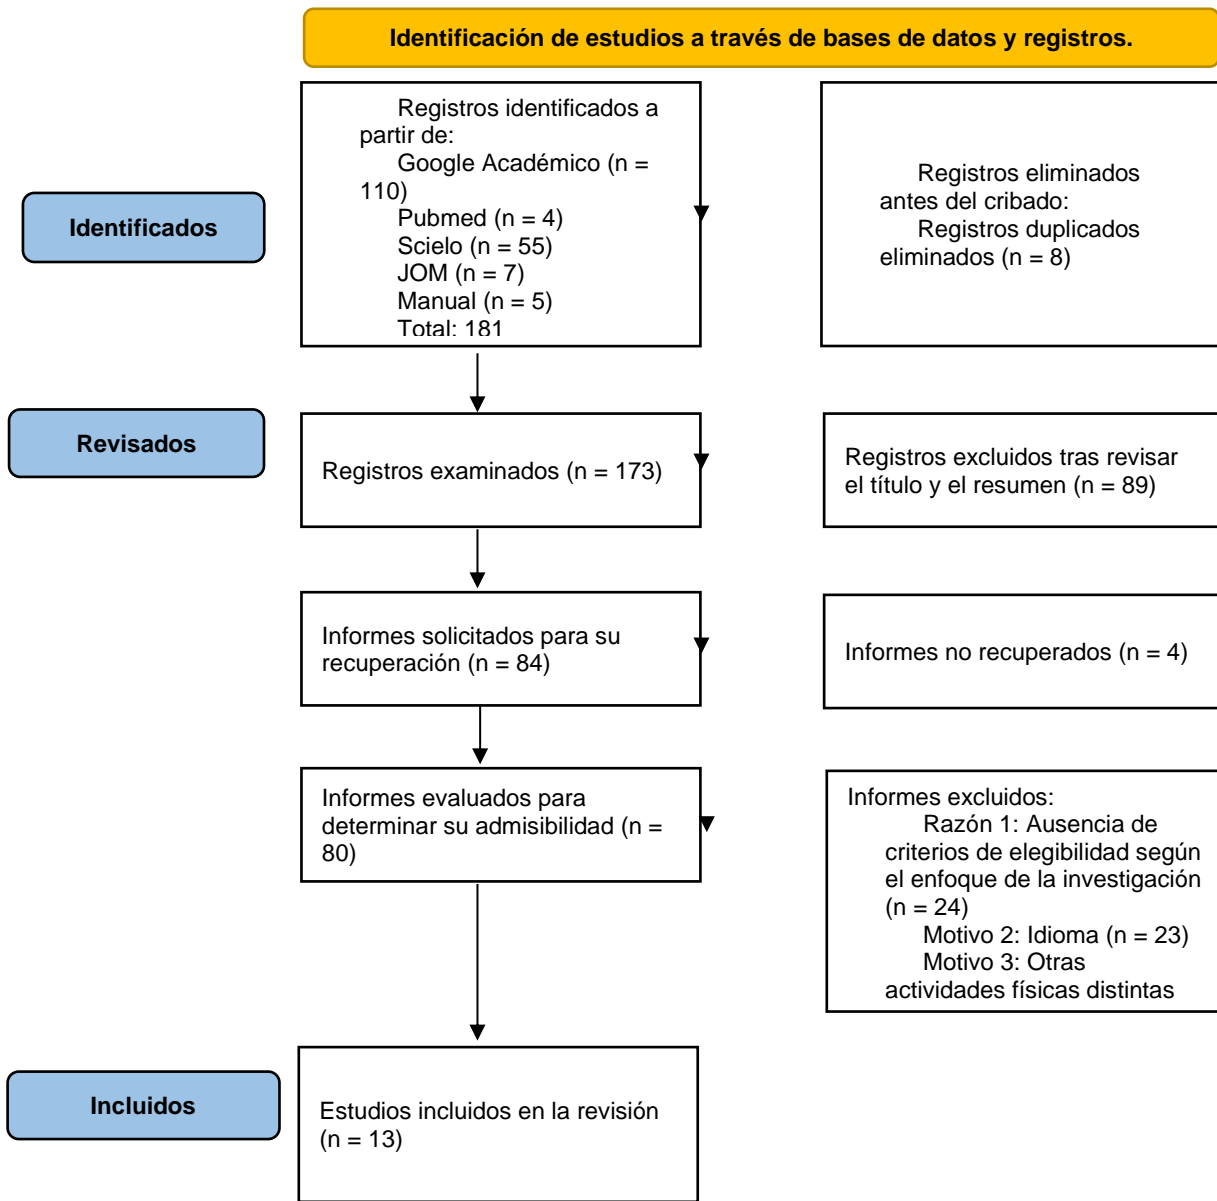 Identificación de estudios a través de bases de datos y registros.
Identificados
Registros identificados a
partir de:
Google Académico (n =
110)
Pubmed (n = 4)
Scielo (n = 55)
JOM (n = 7)
Manual (n = 5)
Total: 181
Registros eliminados
antes del cribado:
Registros duplicados
eliminados (n = 8)
Revisados
Registros examinados (n = 173)
Registros excluidos tras revisar
el título y el resumen (n = 89)
Informes solicitados para su
recuperación (n = 84)
Informes no recuperados (n = 4)
Informes evaluados para
determinar su admisibilidad (n =
80)
Informes excluidos:
Razón 1: Ausencia de
criterios de elegibilidad según
el enfoque de la investigación
(n = 24)
Motivo 2: Idioma (n = 23)
Motivo 3: Otras
actividades físicas distintas
Incluidos
Estudios incluidos en la revisión
(n = 13)